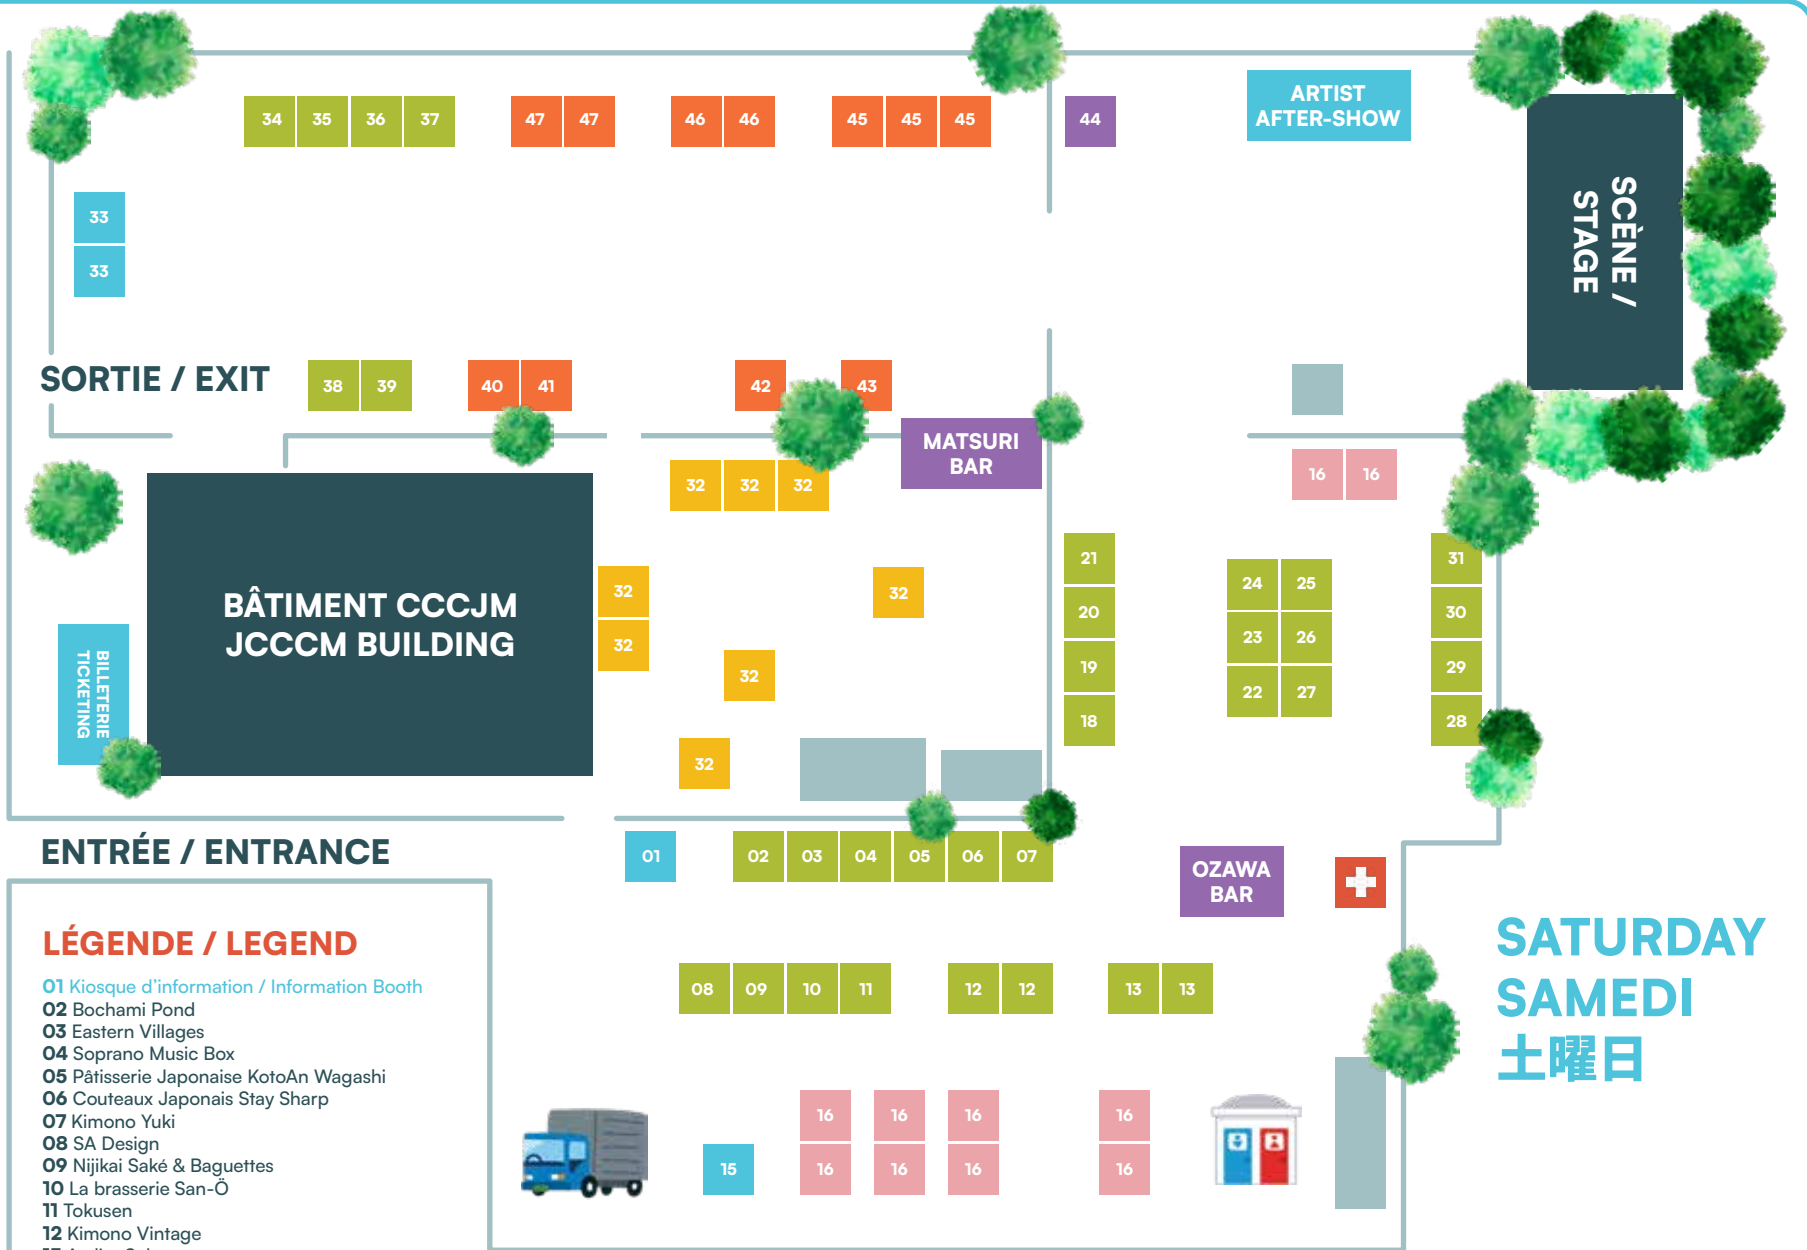 34 35 36 37 47 47 46 46 45 45 45 44
ARTIST
AFTER-SHOW
SCÈNE /
STAGE
33
33
SORTIE / EXIT
38 39 40 41 42 43
MATSURI
BAR
32 32 32
16 16
BÂTIMENT CCCJM
JCCCM BUILDING
32
32
32
32
32
21
20
19
18
24 25
23 26
22 27
31
30
29
28
BILLETERIE
TICKETING
ENTRÉE / ENTRANCE
01 02 03 04 05 06 07
OZAWA
BAR
08 09 10 11 12 12 13 13
16 16 16 16
15 16 16 16 16
SATURDAY
SAMEDI
土曜日
LÉGENDE / LEGEND
01 Kiosque d'information / Information Booth
02 Bochami Pond
03 Eastern Villages
04 Soprano Music Box
05 Pâtisserie Japonaise KotoAn Wagashi
06 Couteaux Japonais Stay Sharp
07 Kimono Yuki
08 SA Design
09 Nijikai Saké & Baguettes
10 La brasserie San-Ö
11 Tokusen
12 Kimono Vintage